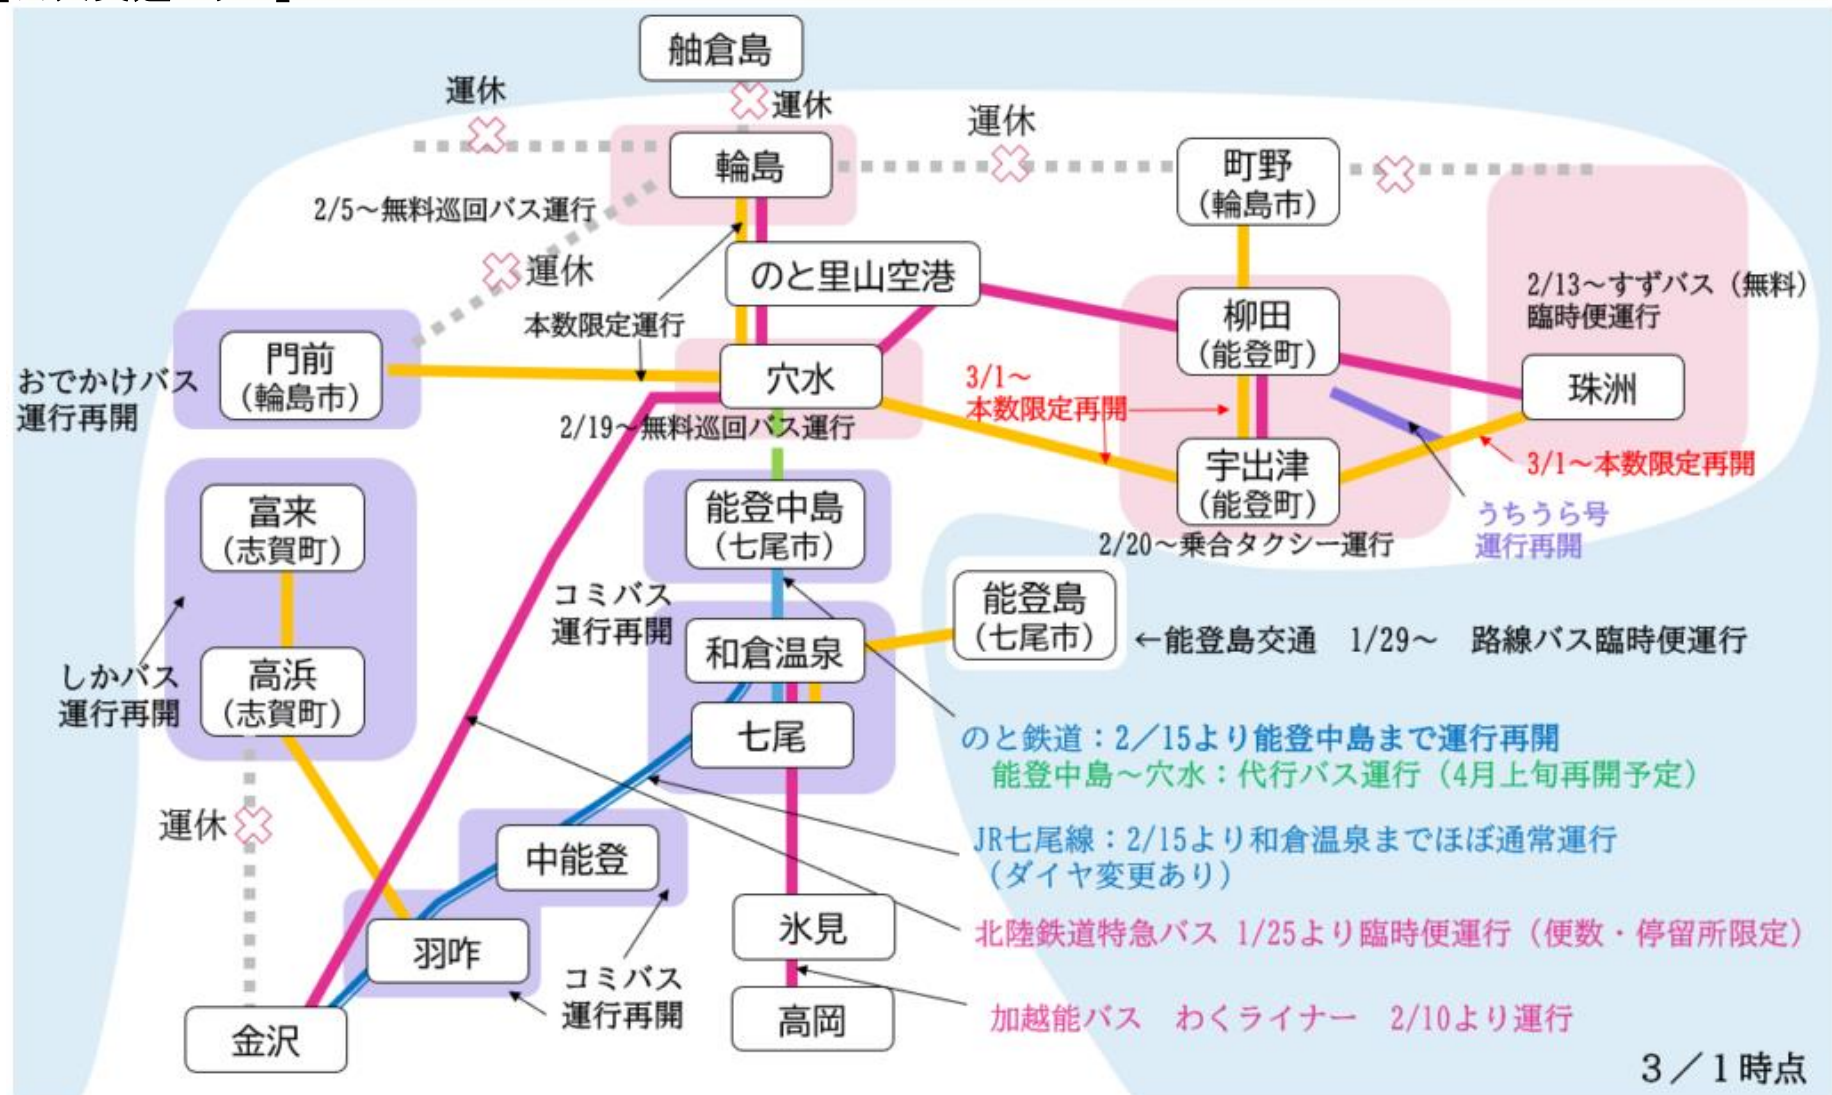 舳倉島
運休
運休
運休
輪島
町野
（輪島市）
2/5～無料巡回バス運行
運休
のと里山空港
2/13～すずバス（無料）
臨時便運行
本数限定運行
柳田
（能登町）
門前
（輪島市）
おでかけバス
運行再開
穴水
3/1～
本数限定再開
珠洲
2/19～無料巡回バス運行
宇出津
（能登町）
3/1～本数限定再開
富来
（志賀町）
能登中島
（七尾市）
うちうら号
運行再開
2/20～乗合タクシー運行
コミバス
運行再開
能登島
（七尾市）
←能登島交通　1/29～　路線バス臨時便運行
和倉温泉
しかバス
運行再開
高浜
（志賀町）
七尾
のと鉄道：2／15より能登中島まで運行再開
能登中島～穴水：代行バス運行（4月上旬再開予定）
運休
中能登
JR七尾線：2/15より和倉温泉までほぼ通常運行
（ダイヤ変更あり）
羽咋
氷見
北陸鉄道特急バス 1/25より臨時便運行（便数・停留所限定）
コミバス
運行再開
金沢
高岡
加越能バス　わくライナー　2/10より運行
３／１時点